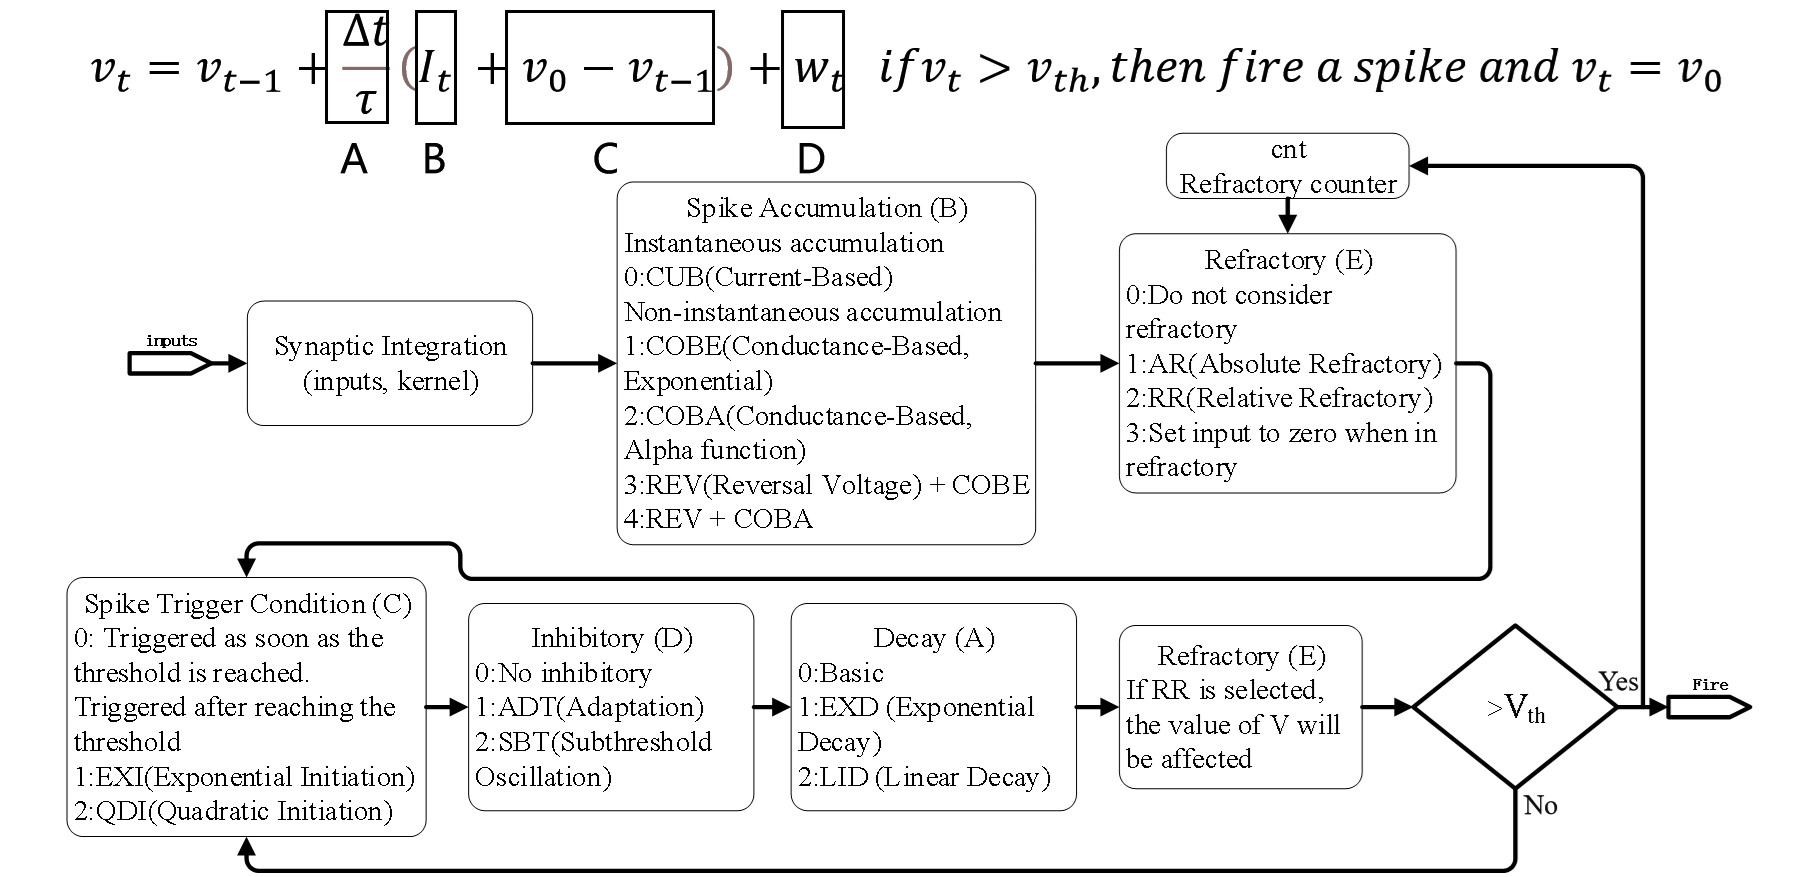 v_t = v_{t-1} + Δt/τ (I_t + v_0 − v_{t-1}) + w_t if v_t > v_{th}, then fire a spike and v_t = v_0
A B C D
cnt
Refractory counter
inputs
Synaptic Integration
(inputs, kernel)
Spike Accumulation (B)
Instantaneous accumulation
0:CUB(Current-Based)
Non-instantaneous accumulation
1:COBE(Conductance-Based,
Exponential)
2:COBA(Conductance-Based,
Alpha function)
3:REV(Reversal Voltage) + COBE
4:REV + COBA
Refractory (E)
0:Do not consider
refractory
1:AR(Absolute Refractory)
2:RR(Relative Refractory)
3:Set input to zero when in
refractory
Spike Trigger Condition (C)
0: Triggered as soon as the
threshold is reached.
Triggered after reaching the
threshold
1:EXI(Exponential Initiation)
2:QDI(Quadratic Initiation)
Inhibitory (D)
0:No inhibitory
1:ADT(Adaptation)
2:SBT(Subthreshold
Oscillation)
Decay (A)
0:Basic
1:EXD (Exponential
Decay)
2:LID (Linear Decay)
Refractory (E)
If RR is selected,
the value of V will
be affected
>V_{th}
Yes
No
Fire